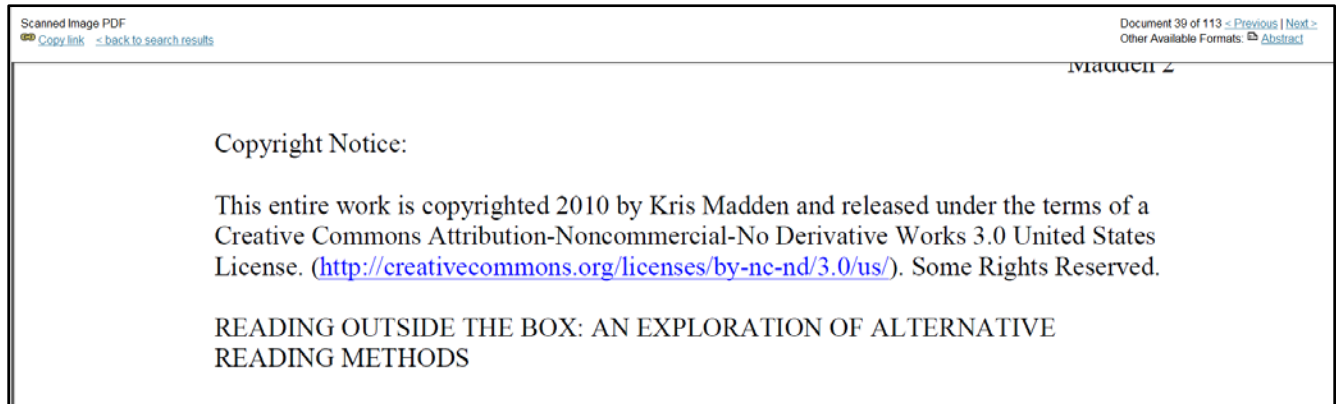 Scanned Image PDF
Document 39 of 113 < Previous | Next >
Copy link < back to search results
Other Available Formats: Abstract
Madden 2
Copyright Notice:
This entire work is copyrighted 2010 by Kris Madden and released under the terms of a
Creative Commons Attribution-Noncommercial-No Derivative Works 3.0 United States
License. (http://creativecommons.org/licenses/by-nc-nd/3.0/us/). Some Rights Reserved.
READING OUTSIDE THE BOX: AN EXPLORATION OF ALTERNATIVE
READING METHODS